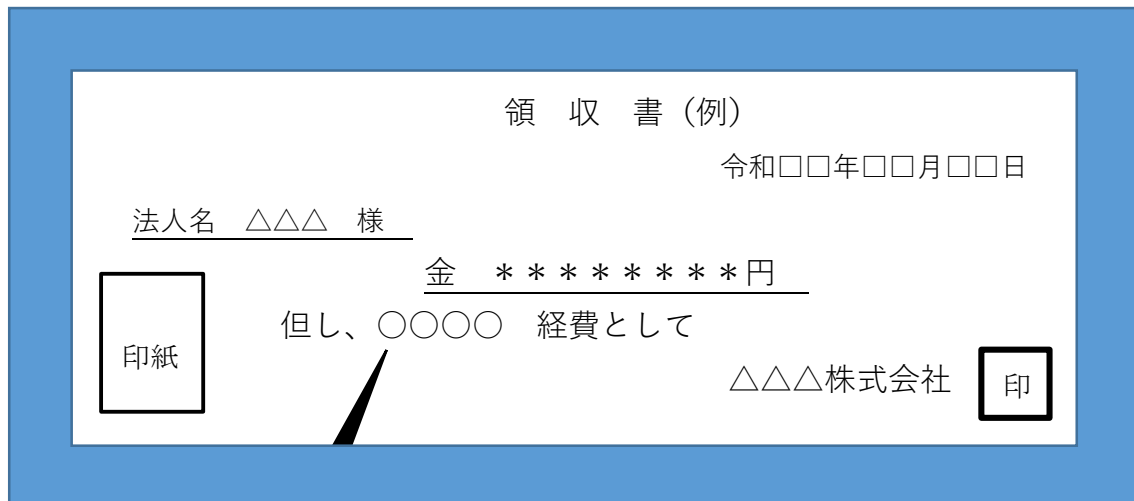 領　収　書（例）
令和□□年□□月□□日
法人名　△△△　様
金　＊＊＊＊＊＊＊＊円
但し、○○○○　経費として
印紙
△△△株式会社
印